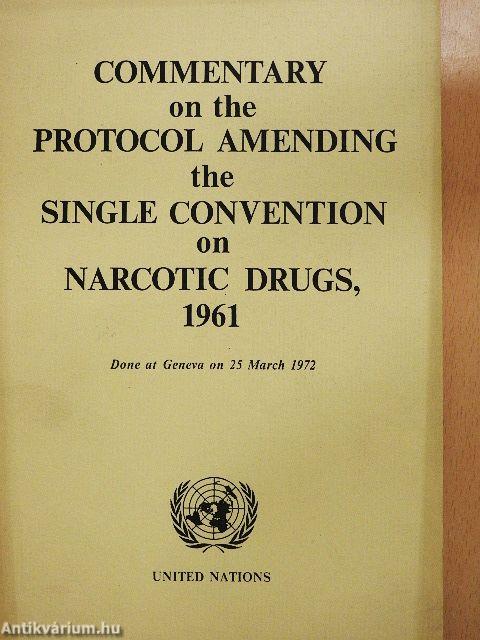 COMMENTARY
on the
PROTOCOL AMENDING
the
SINGLE CONVENTION
on
NARCOTIC DRUGS,
1961
Done at Geneva on 25 March 1972
UNITED NATIONS
Antikvárium.hu